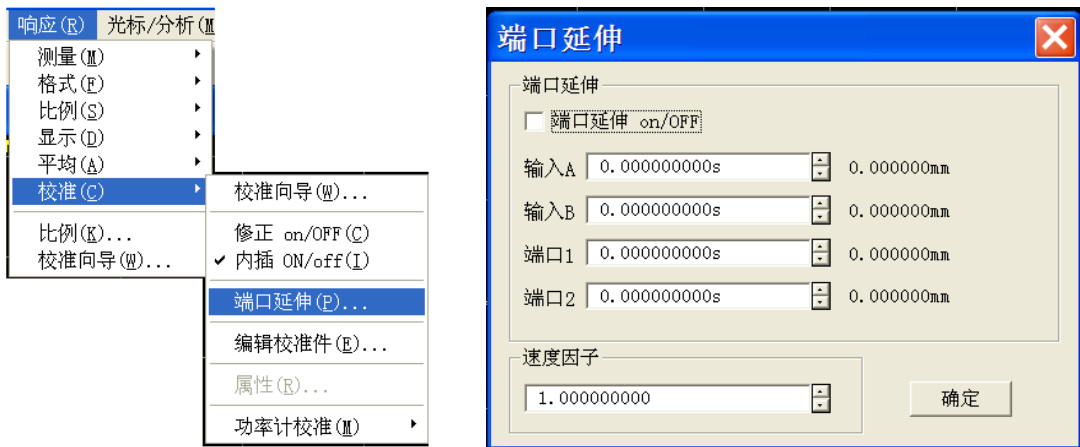 响应(R) 光标/分析(M
测量(M)
格式(F)
比例(S)
显示(D)
平均(A)
校准(C)
比例(K)...
校准向导(W)...
校准向导(W)...
修正 on/OFF(C)
✓ 内插 ON/off(I)
端口延伸(P)...
编辑校准件(E)...
属性(R)...
功率计校准(M)
端口延伸
端口延伸
端口延伸 on/OFF
输入A 0.000000000s 0.000000mm
输入B 0.000000000s 0.000000mm
端口1 0.000000000s 0.000000mm
端口2 0.000000000s 0.000000mm
速度因子
1.000000000
确定